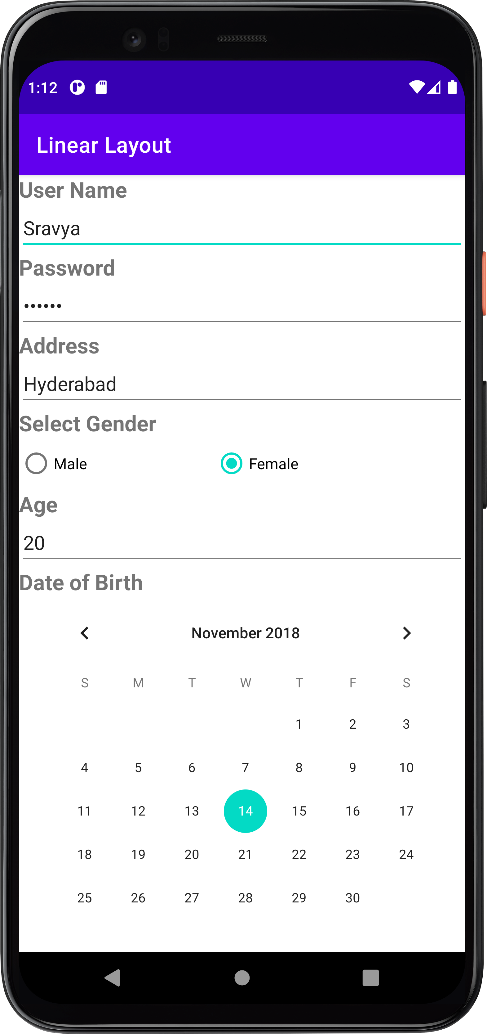 1:12
Linear Layout
User Name
Sravya
Password
••••••
Address
Hyderabad
Select Gender
Male Female
Age
20
Date of Birth
November 2018
S M T W T F S
1 2 3
4 5 6 7 8 9 10
11 12 13 14 15 16 17
18 19 20 21 22 23 24
25 26 27 28 29 30